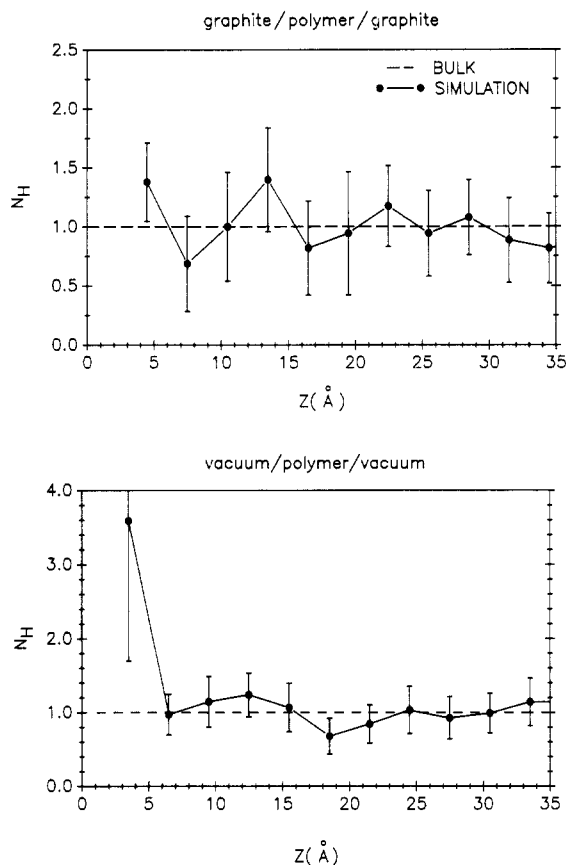 graphite/polymer/graphite
2.5
BULK
SIMULATION
2.0
1.5
N_H
1.0
0.5
0.0
0 5 10 15 20 25 30 35
Z(Å)
vacuum/polymer/vacuum
4.0
3.0
N_H
2.0
1.0
0.0
0 5 10 15 20 25 30 35
Z(Å)